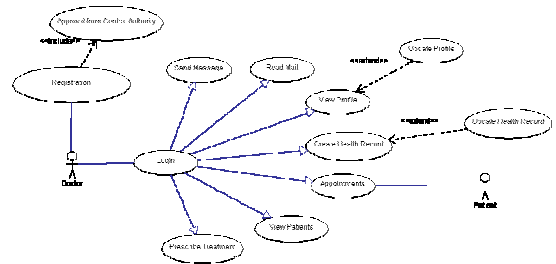 Approval from Central Authority
<<include>>
Registration
Send Message
Read Mail
Update Profile
<<extend>>
View Profile
<<extend>>
Update Health Record
Create Health Record
Login
Doctor
Appointments
Patient
View Patients
Prescribe Treatment